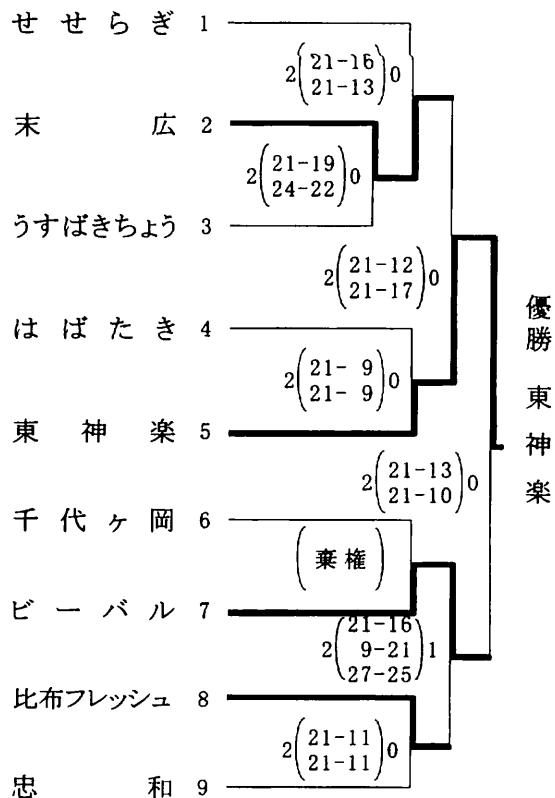 せせらぎ 1
2(21-16 21-13)0
末広 2
2(21-19 24-22)0
うすばきちょう 3
2(21-12 21-17)0
はばたき 4
2(21- 9 21- 9)0
東神楽 5
2(21-13 21-10)0
千代ヶ岡 6
(棄権)
ビーバル 7
2(21-16 9-21 27-25)1
比布フレッシュ 8
2(21-11 21-11)0
忠和 9
優勝 東神楽